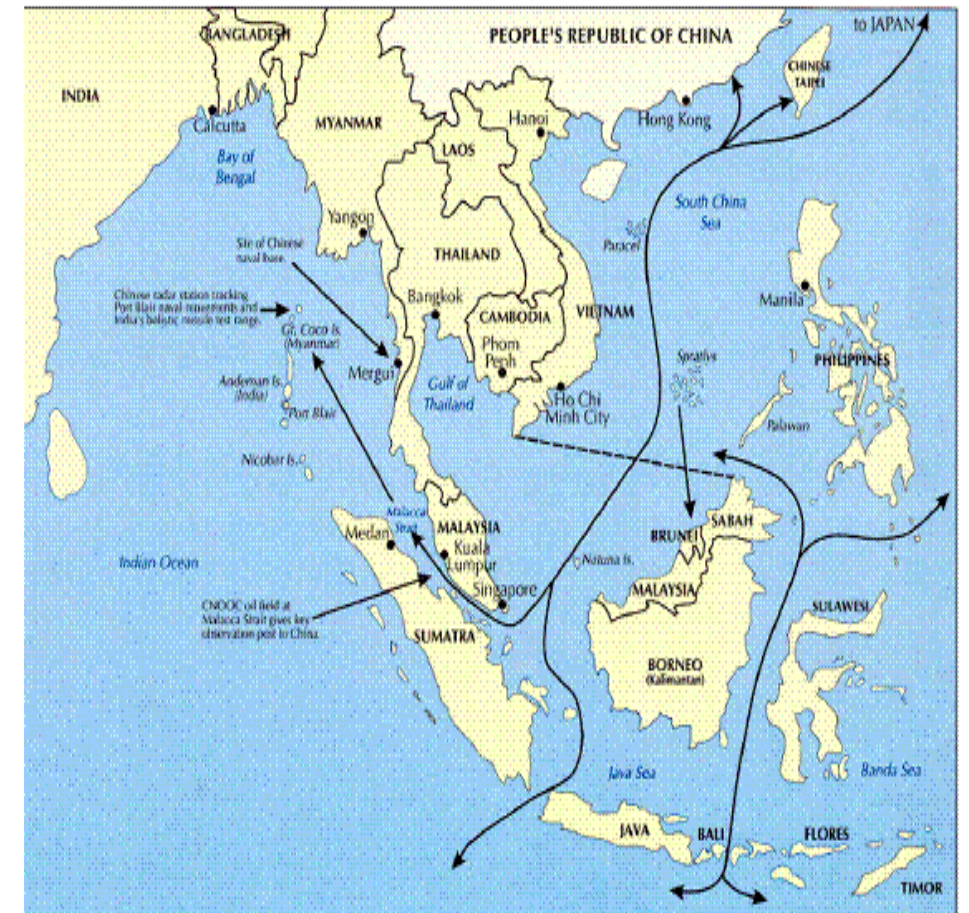 to JAPAN
BANGLADESH
PEOPLE'S REPUBLIC OF CHINA
CHINESE
TAIPEI
INDIA
Calcutta
MYANMAR
Hanoi
Hong Kong
LAOS
Bay of
Bengal
South China
Sea
Yangon
Paracel
Site of Chinese
naval base.
THAILAND
Chinese radar station tracking
Port Blair naval movements and
India's balistic missile test range.
Bangkok
Manila
CAMBODIA
VIETNAM
Gt. Coco Is.
(Myanmar)
Phom
Penh
Spratlys
PHILIPPINES
Mergui
Andeman Is.
(India)
Gulf of
Thailand
Ho Chi
Minh City
Port Blair
Palawan
Nicobar Is.
Malacca
Strait
MALAYSIA
SABAH
Medan
BRUNEI
Kuala
Lumpur
Natuna Is.
Indian Ocean
Singapore
MALAYSIA
CNOOC oil field at
Malacca Strait gives key
observation post to China.
SULAWESI
SUMATRA
BORNEO
(Kalimantan)
Java Sea
Banda Sea
JAVA
BALI
FLORES
TIMOR